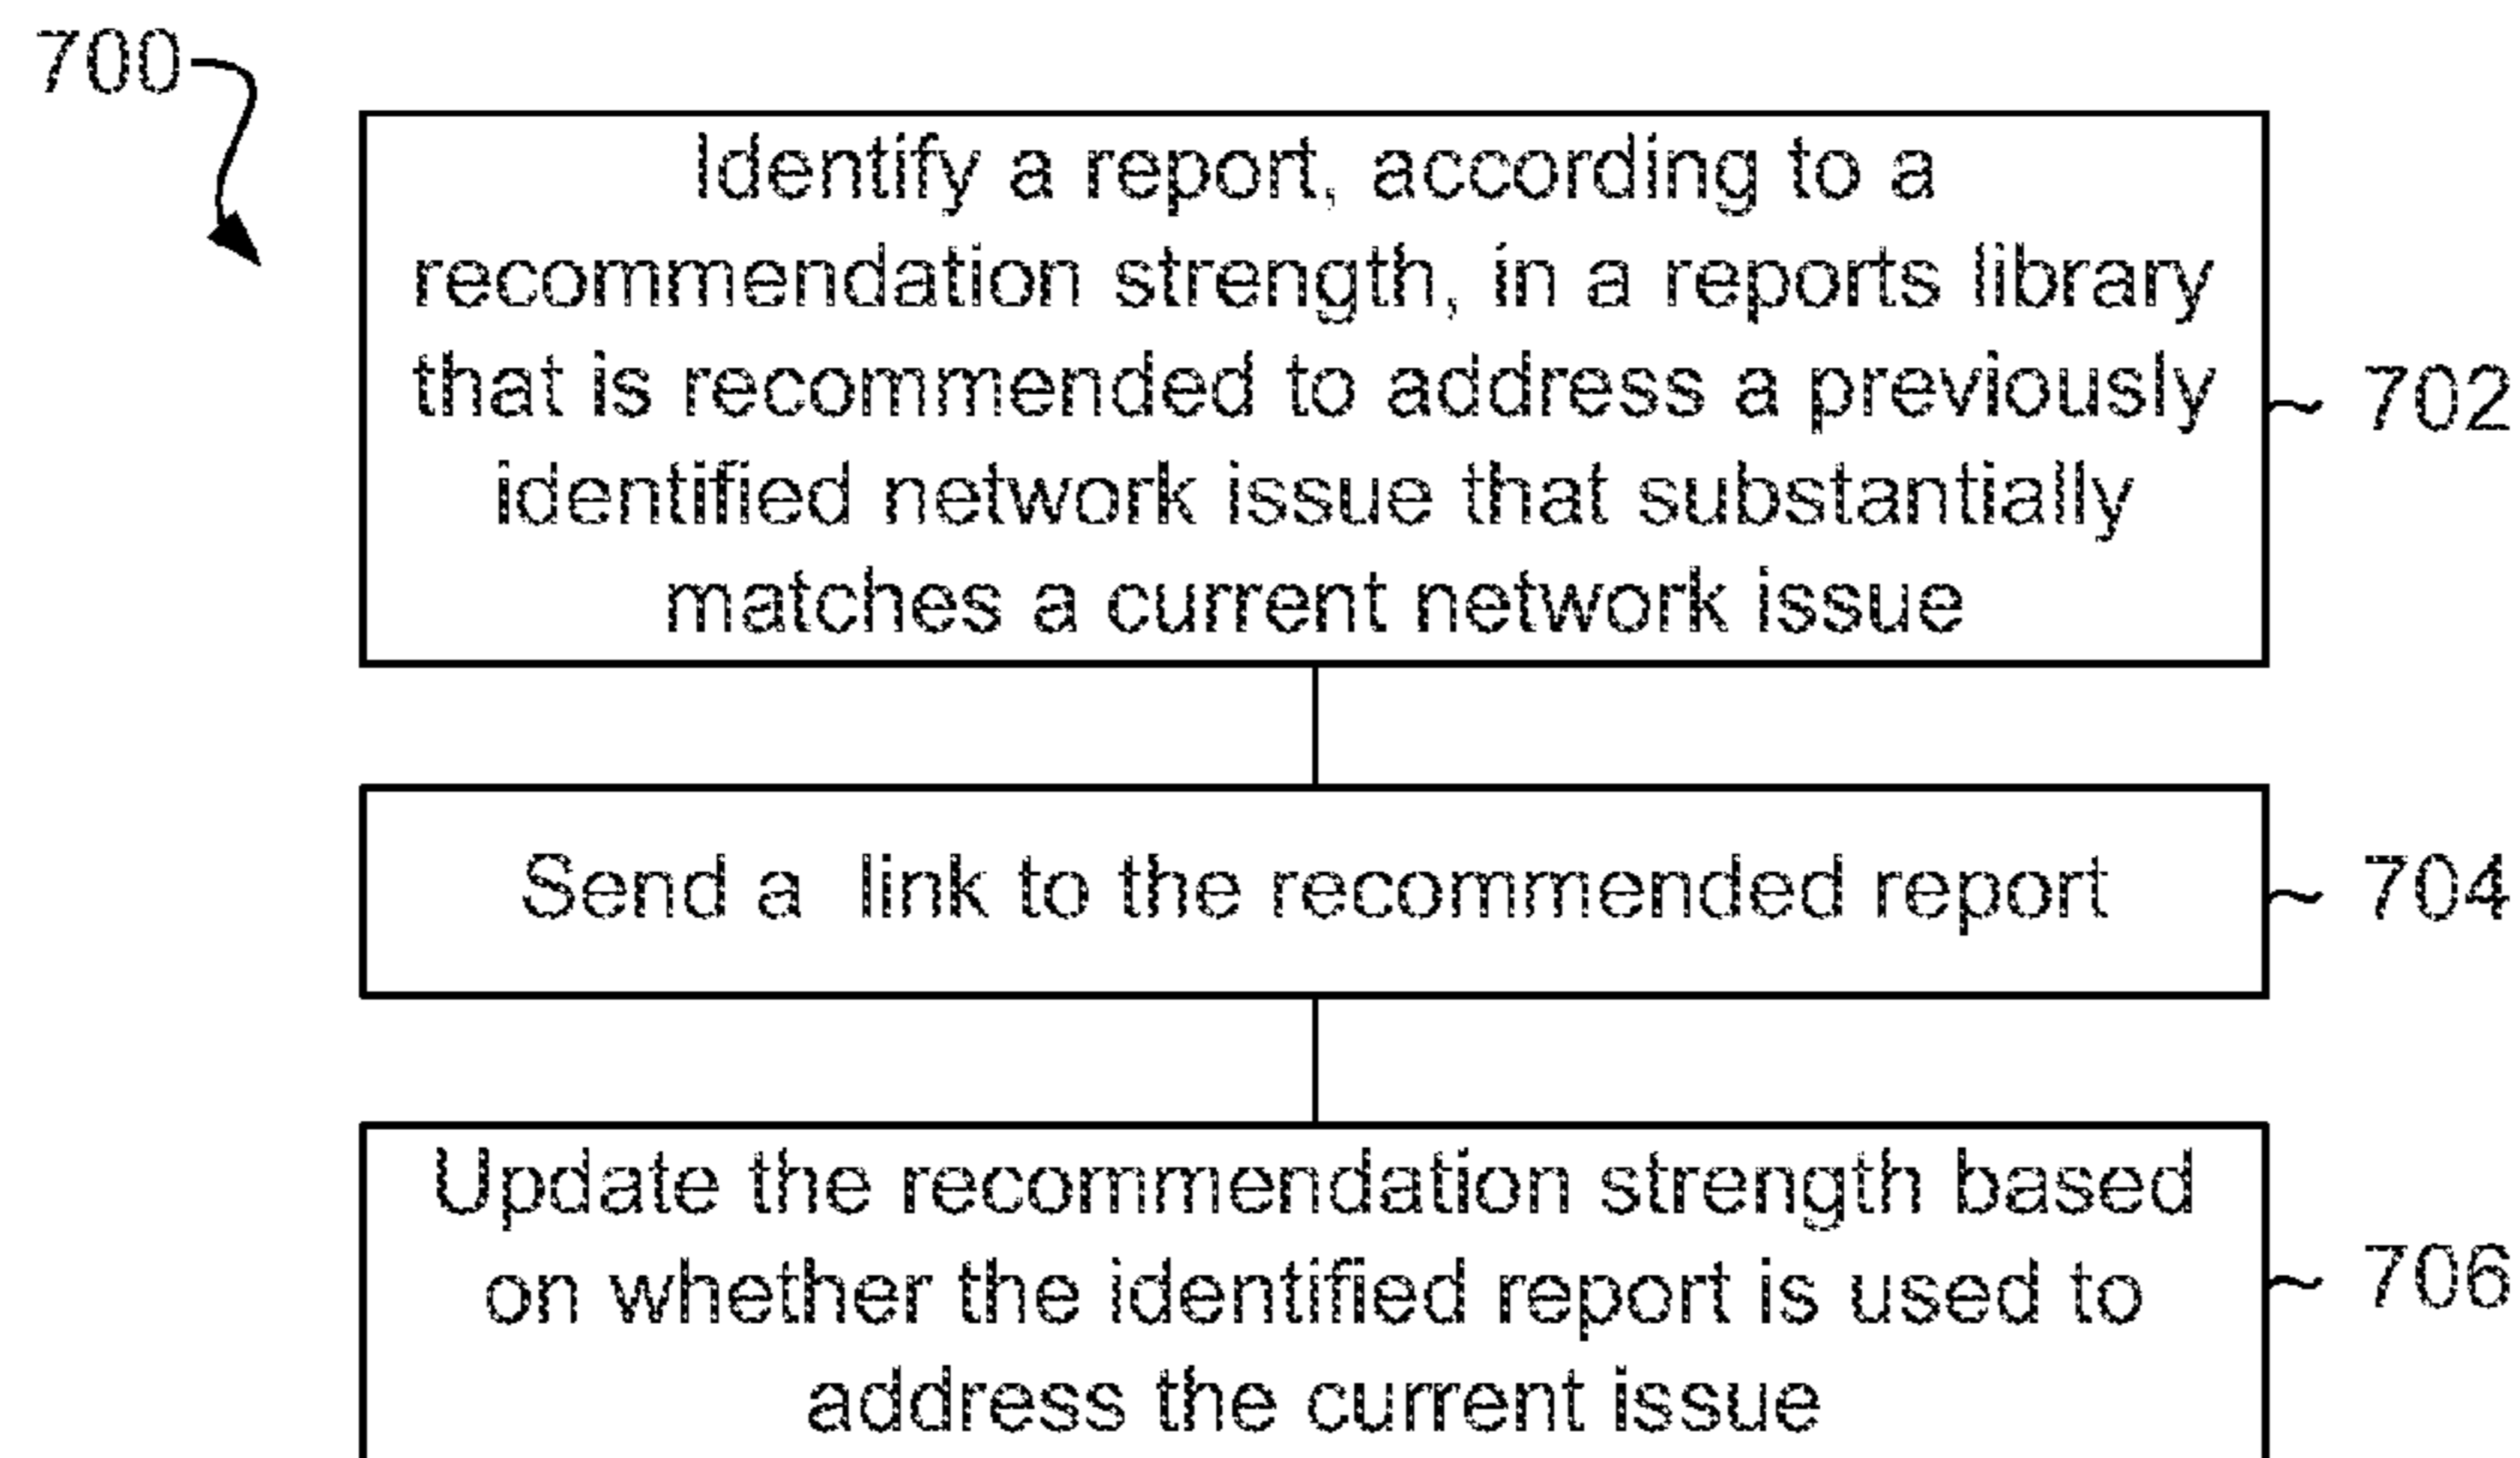 700
Identify a report, according to a
recommendation strength, in a reports library
that is recommended to address a previously
identified network issue that substantially
matches a current network issue
702
Send a link to the recommended report
704
Update the recommendation strength based
on whether the identified report is used to
address the current issue
706